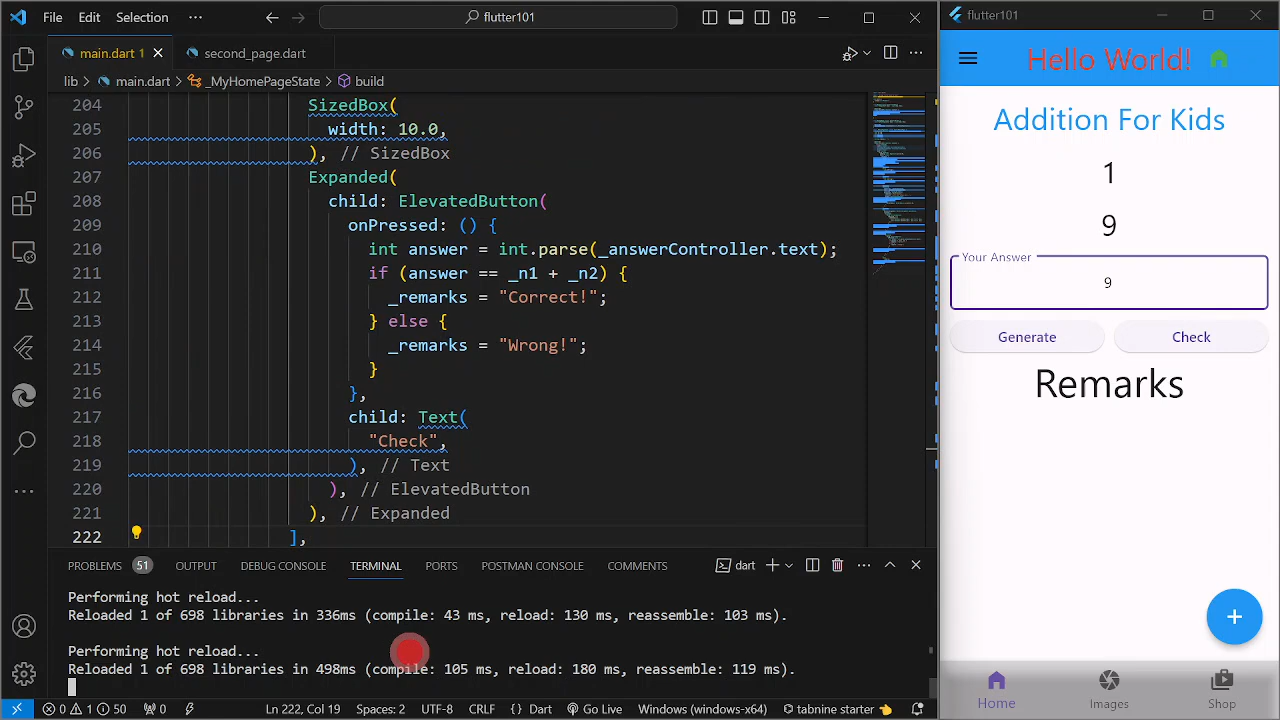 File Edit Selection ··· flutter101
main.dart 1 second_page.dart
lib main.dart _MyHomePageState build
204 SizedBox(
205 width: 10.0,
206 ), // SizedBox
207 Expanded(
208 child: ElevatedButton(
209 onPressed: () {
210 int answer = int.parse(_answerController.text);
211 if (answer == _n1 + _n2) {
212 _remarks = "Correct!";
213 } else {
214 _remarks = "Wrong!";
215 }
216 },
217 child: Text(
218 "Check",
219 ), // Text
220 ), // ElevatedButton
221 ), // Expanded
222 ],
PROBLEMS 51 OUTPUT DEBUG CONSOLE TERMINAL PORTS POSTMAN CONSOLE COMMENTS dart
Performing hot reload...
Reloaded 1 of 698 libraries in 336ms (compile: 43 ms, reload: 130 ms, reassemble: 103 ms).
Performing hot reload...
Reloaded 1 of 698 libraries in 498ms (compile: 105 ms, reload: 180 ms, reassemble: 119 ms).
0 1 50 0 Ln 222, Col 19 Spaces: 2 UTF-8 CRLF {} Dart Go Live Windows (windows-x64) tabnine starter
flutter101
Hello World!
Addition For Kids
1
9
Your Answer
9
Generate Check
Remarks
+
Home Images Shop